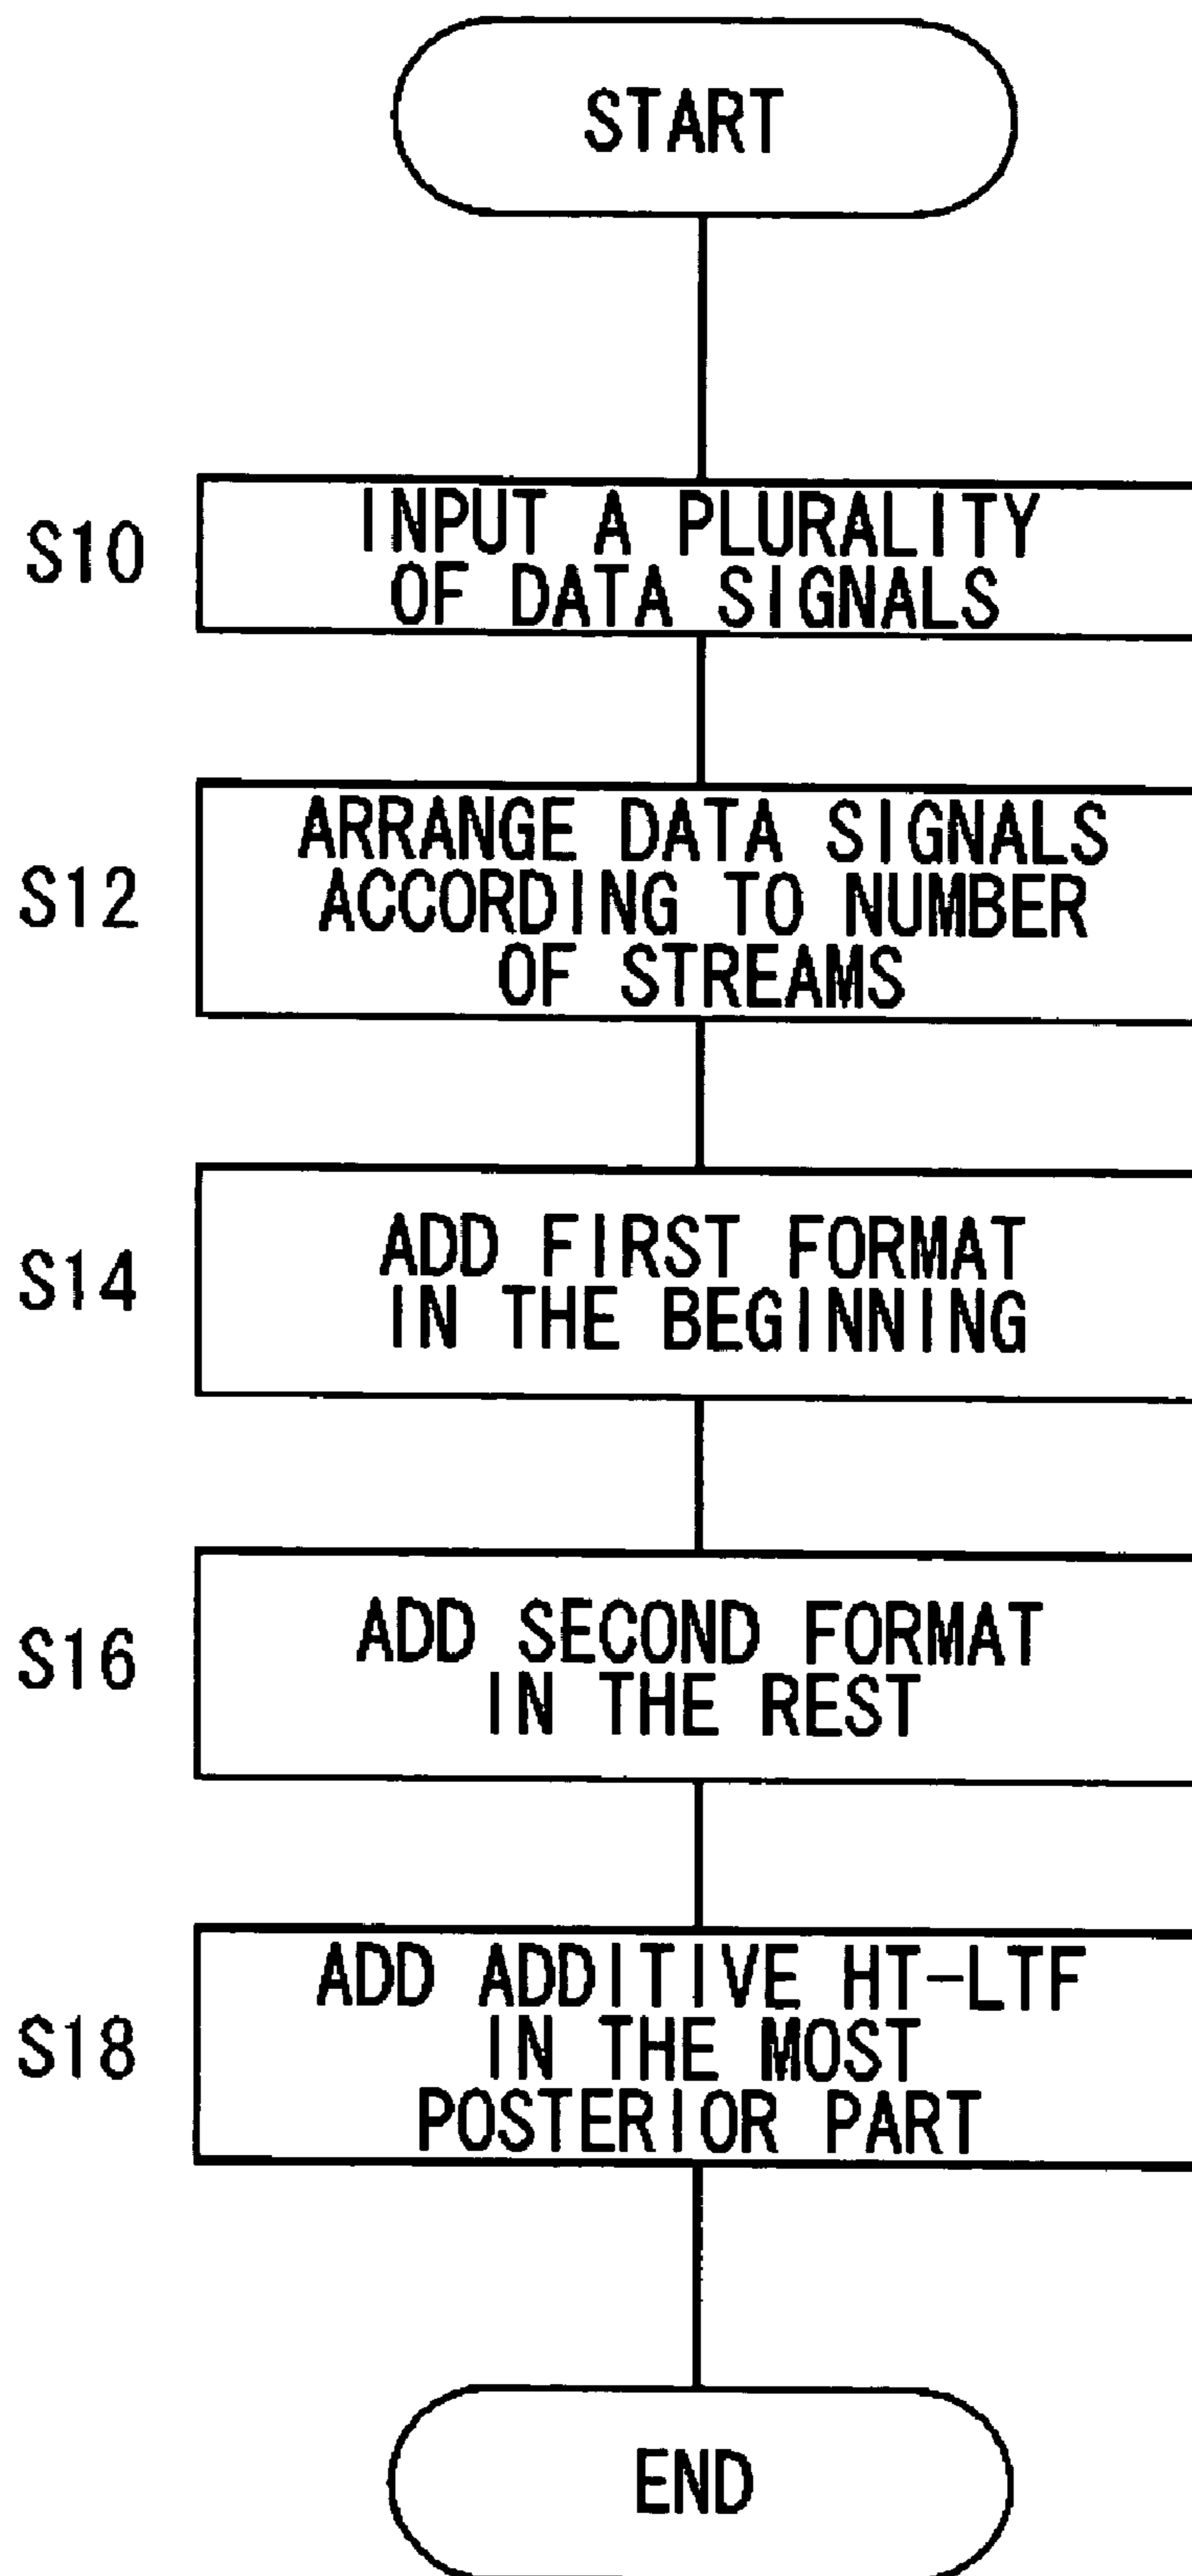 START
S10
INPUT A PLURALITY
OF DATA SIGNALS
S12
ARRANGE DATA SIGNALS
ACCORDING TO NUMBER
OF STREAMS
S14
ADD FIRST FORMAT
IN THE BEGINNING
S16
ADD SECOND FORMAT
IN THE REST
S18
ADD ADDITIVE HT-LTF
IN THE MOST
POSTERIOR PART
END